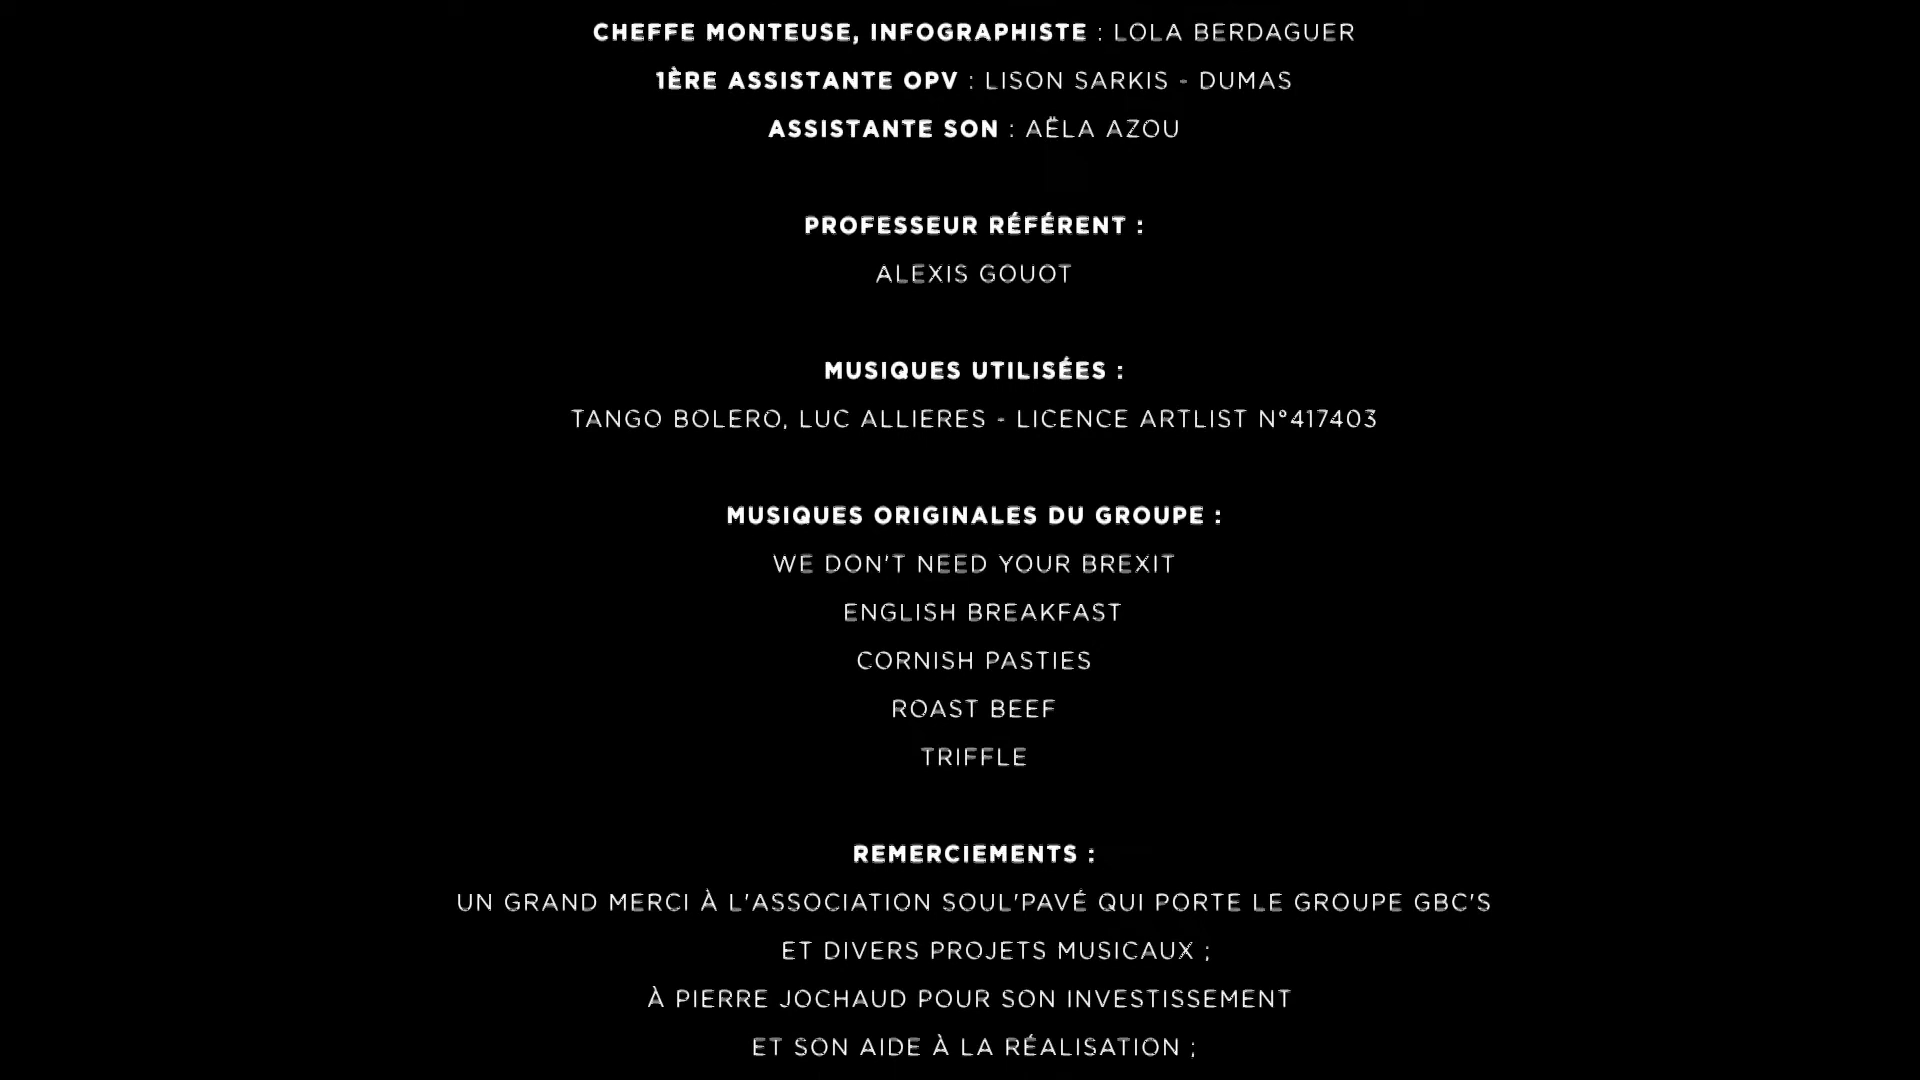 CHEFFE MONTEUSE, INFOGRAPHISTE : LOLA BERDAGUER
1ÈRE ASSISTANTE OPV : LISON SARKIS - DUMAS
ASSISTANTE SON : AËLA AZOU
PROFESSEUR RÉFÉRENT :
ALEXIS GOUOT
MUSIQUES UTILISÉES :
TANGO BOLERO, LUC ALLIERES - LICENCE ARTLIST N°417403
MUSIQUES ORIGINALES DU GROUPE :
WE DON'T NEED YOUR BREXIT
ENGLISH BREAKFAST
CORNISH PASTIES
ROAST BEEF
TRIFFLE
REMERCIEMENTS :
UN GRAND MERCI À L'ASSOCIATION SOUL'PAVÉ QUI PORTE LE GROUPE GBC'S
ET DIVERS PROJETS MUSICAUX ;
À PIERRE JOCHAUD POUR SON INVESTISSEMENT
ET SON AIDE À LA RÉALISATION ;